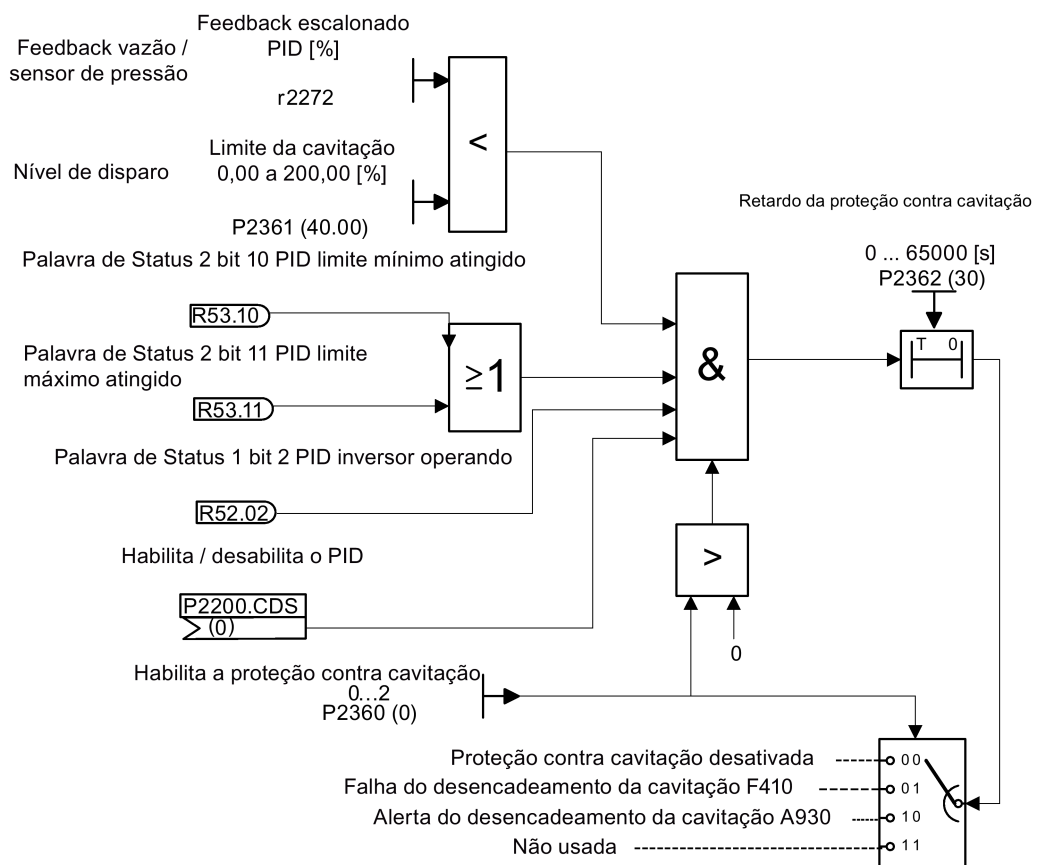 Feedback vazão /
sensor de pressão
Feedback escalonado
PID [%]
r2272
<
Nível de disparo
Limite da cavitação
0,00 a 200,00 [%]
P2361 (40.00)
Palavra de Status 2 bit 10 PID limite mínimo atingido
R53.10
Palavra de Status 2 bit 11 PID limite
máximo atingido
R53.11
≥1
Palavra de Status 1 bit 2 PID inversor operando
R52.02
Habilita / desabilita o PID
P2200.CDS
(0)
&
Retardo da proteção contra cavitação
0 ... 65000 [s]
P2362 (30)
T 0
>
0
Habilita a proteção contra cavitação
0...2
P2360 (0)
Proteção contra cavitação desativada 00
Falha do desencadeamento da cavitação F410 01
Alerta do desencadeamento da cavitação A930 10
Não usada 11